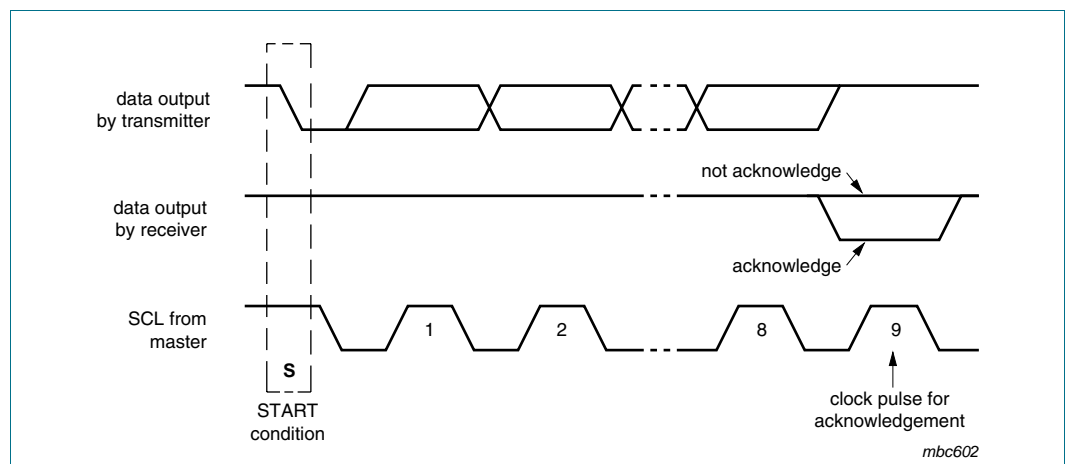 data output
by transmitter
not acknowledge
data output
by receiver
acknowledge
SCL from
master
1
2
8
9
S
START
condition
clock pulse for
acknowledgement
mbc602